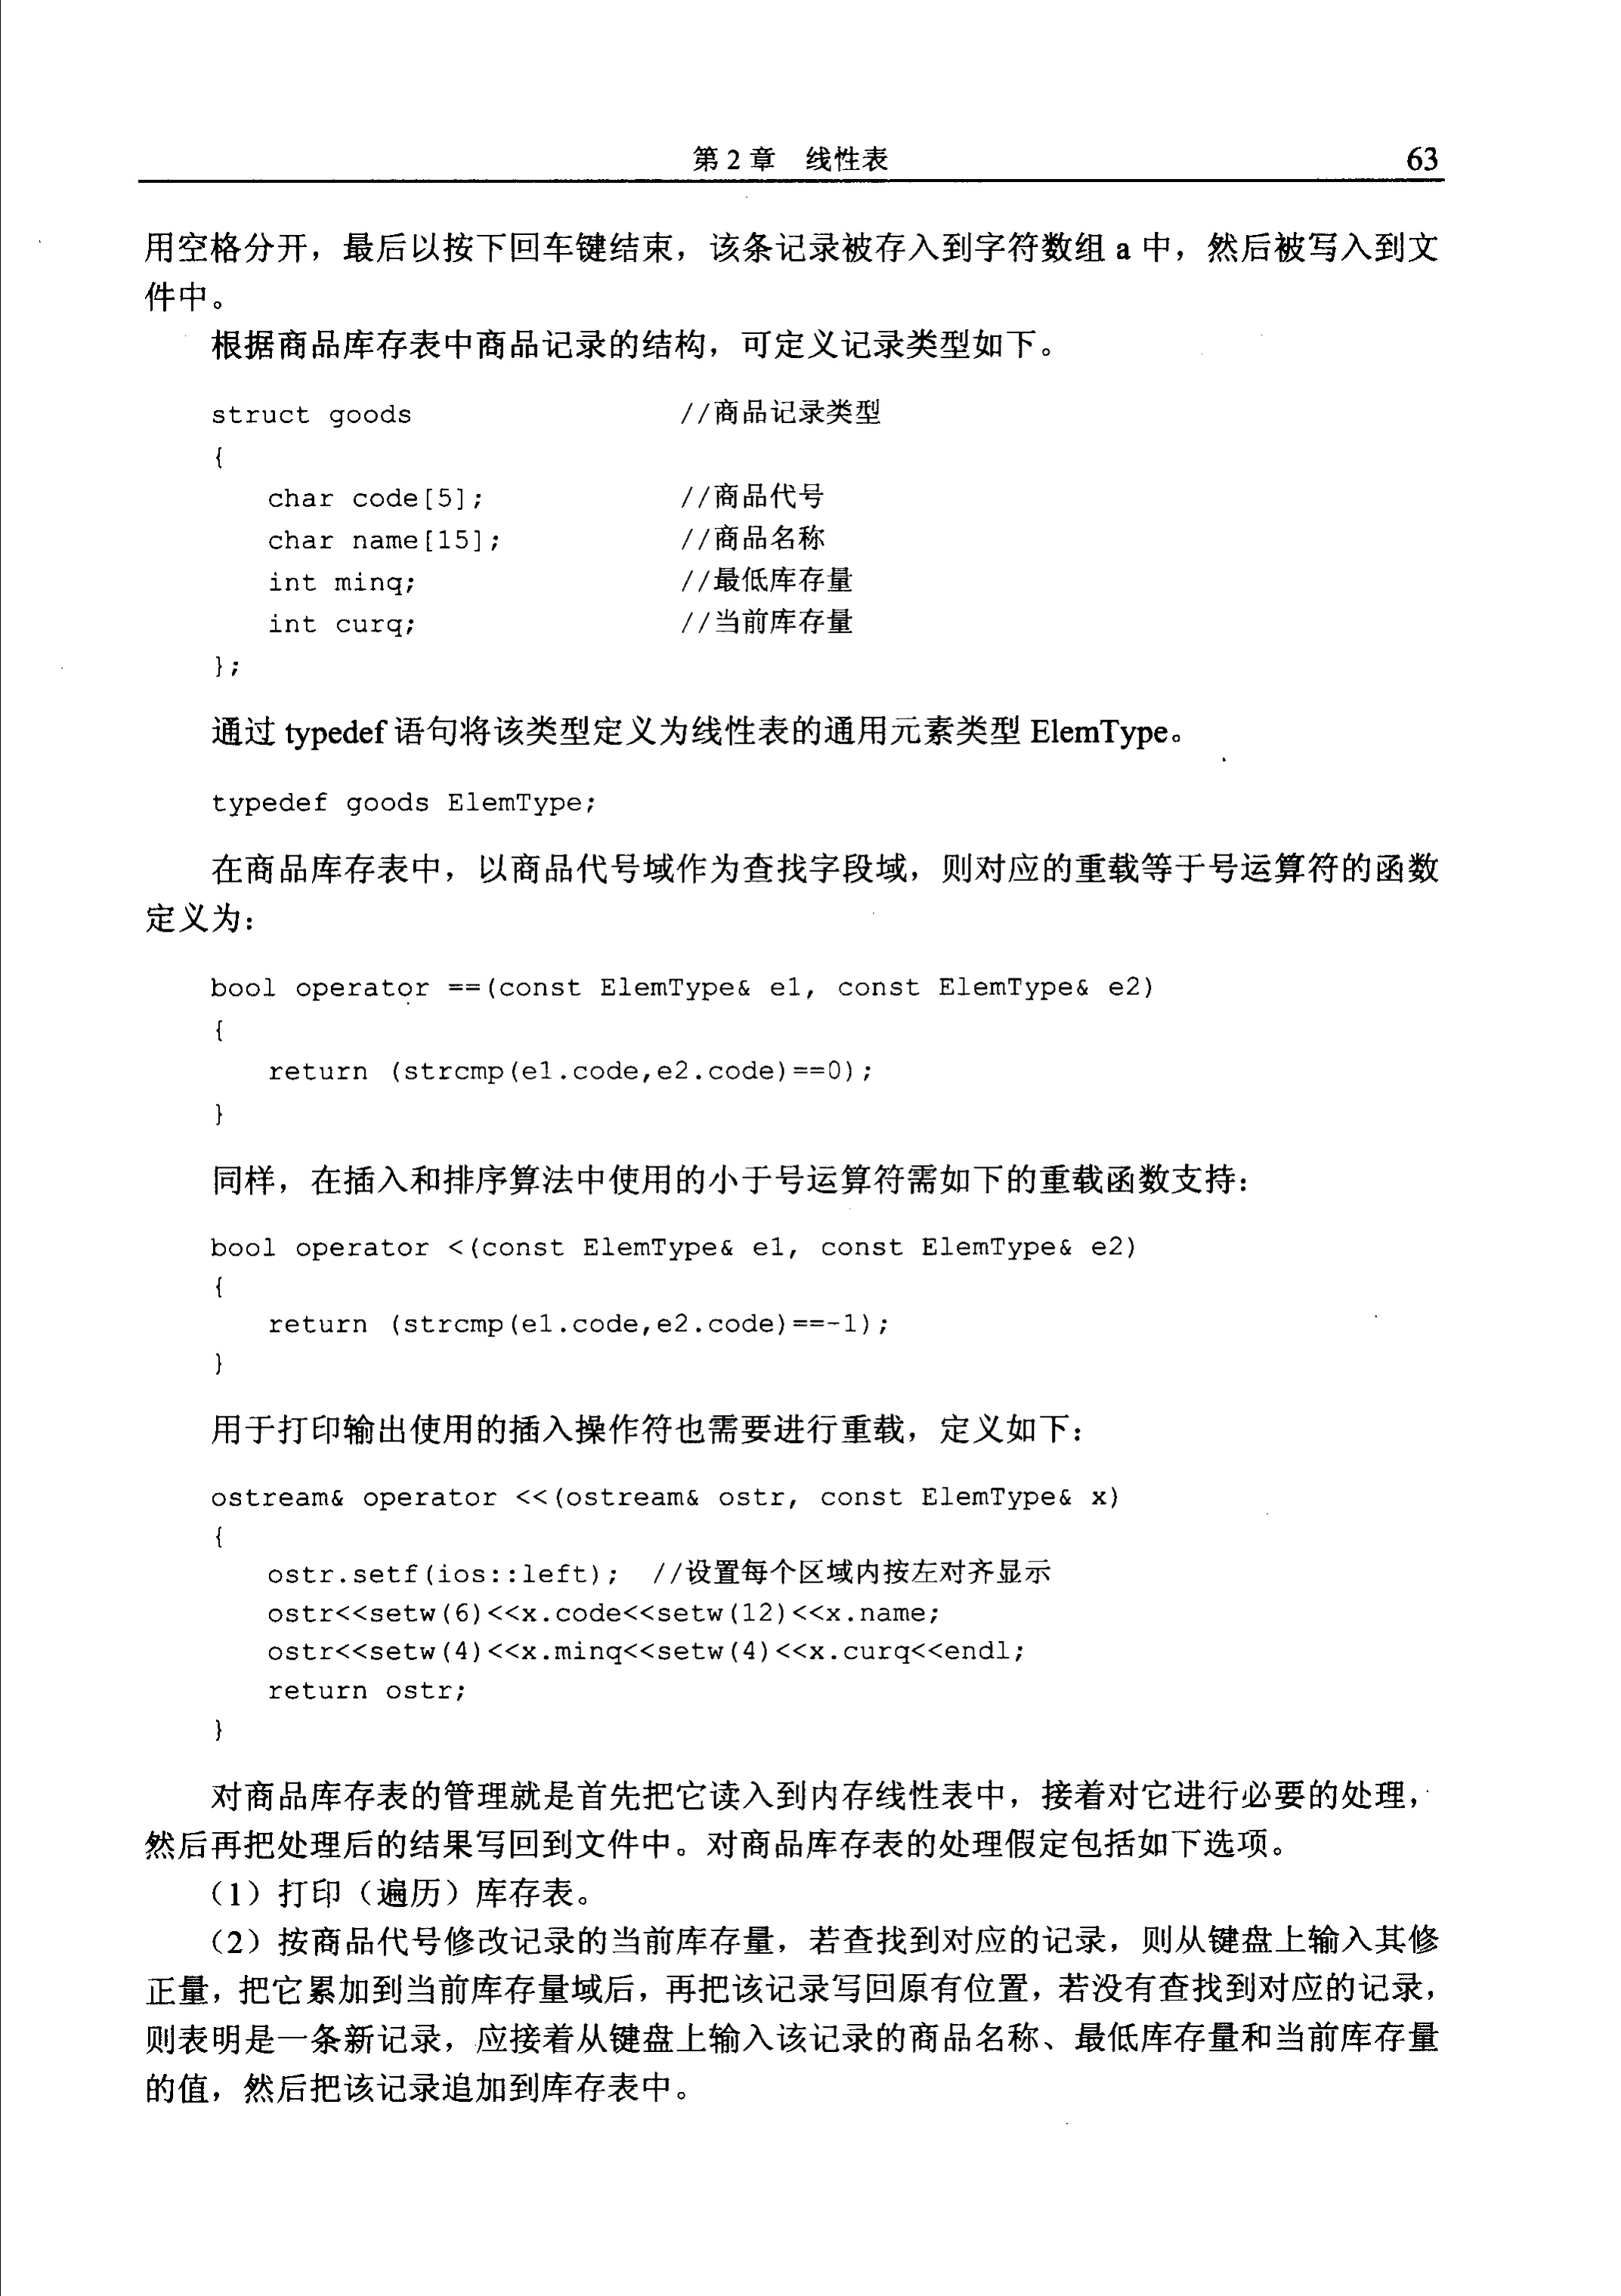 第 2 章　线性表　63
用空格分开，最后以按下回车键结束，该条记录被存入到字符数组 a 中，然后被写入到文
件中。
根据商品库存表中商品记录的结构，可定义记录类型如下。
struct goods //商品记录类型
{
char code[5]; //商品代号
char name[15]; //商品名称
int minq; //最低库存量
int curq; //当前库存量
};
通过 typedef 语句将该类型定义为线性表的通用元素类型 ElemType。
typedef goods ElemType;
在商品库存表中，以商品代号域作为查找字段域，则对应的重载等于号运算符的函数
定义为：
bool operator ==(const ElemType& e1, const ElemType& e2)
{
return (strcmp(e1.code,e2.code)==0);
}
同样，在插入和排序算法中使用的小于号运算符需如下的重载函数支持：
bool operator <(const ElemType& e1, const ElemType& e2)
{
return (strcmp(e1.code,e2.code)==-1);
}
用于打印输出使用的插入操作符也需要进行重载，定义如下：
ostream& operator <<(ostream& ostr, const ElemType& x)
{
ostr.setf(ios::left); //设置每个区域内按左对齐显示
ostr<<setw(6)<<x.code<<setw(12)<<x.name;
ostr<<setw(4)<<x.minq<<setw(4)<<x.curq<<endl;
return ostr;
}
对商品库存表的管理就是首先把它读入到内存线性表中，接着对它进行必要的处理，
然后再把处理后的结果写回到文件中。对商品库存表的处理假定包括如下选项。
（1）打印（遍历）库存表。
（2）按商品代号修改记录的当前库存量，若查找到对应的记录，则从键盘上输入其修
正量，把它累加到当前库存量域后，再把该记录写回原有位置，若没有查找到对应的记录，
则表明是一条新记录，应接着从键盘上输入该记录的商品名称、最低库存量和当前库存量
的值，然后把该记录追加到库存表中。